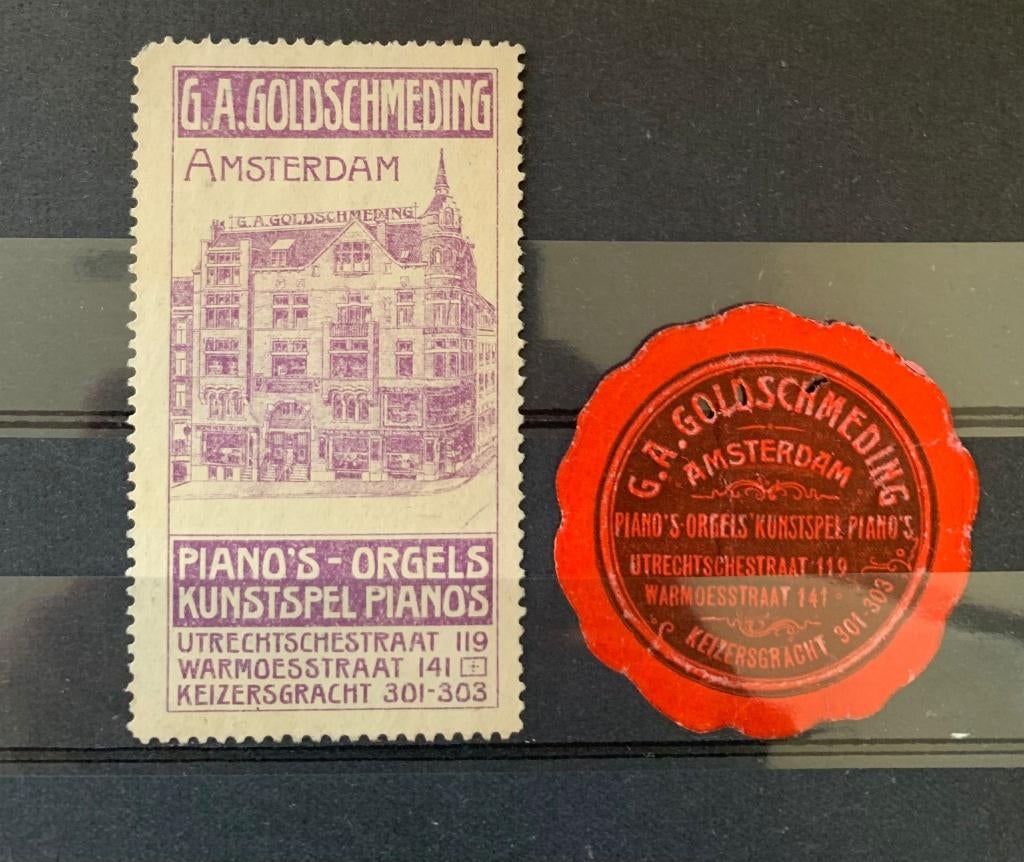 G.A. GOLDSCHMEDING
AMSTERDAM
G.A. GOLDSCHMEDING
PIANO'S - ORGELS
KUNSTSPEL PIANO'S
UTRECHTSCHESTRAAT 119
WARMOESSTRAAT 141
KEIZERSGRACHT 301-303
G.A. GOLDSCHMEDING
AMSTERDAM
PIANO'S-ORGELS KUNSTSPEL PIANO'S
UTRECHTSCHESTRAAT 119
WARMOESSTRAAT 141
KEIZERSGRACHT 301-303